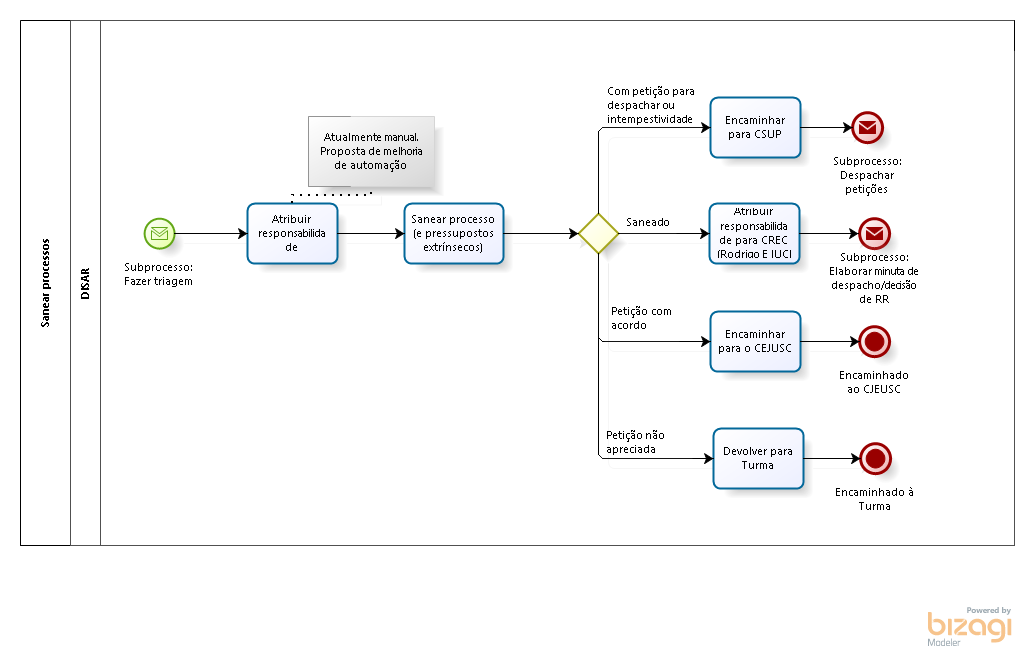 Sanear processos
DISAR
Subprocesso:
Fazer triagem
Atualmente manual.
Proposta de melhoria
de automação
Atribuir
responsabilida
de
Sanear processo
(e pressupostos
extrínsecos)
Com petição para
despachar ou
intempestividade
Encaminhar
para CSUP
Subprocesso:
Despachar
petições
Saneado
Atribuir
responsabilida
de para CREC
(Rodrigo E
Subprocesso:
Elaborar minuta de
despacho/decisão
de RR
Petição com
acordo
Encaminhar
para o CEJUSC
Encaminhado
ao CJEUSC
Petição não
apreciada
Devolver para
Turma
Encaminhado à
Turma
Powered by
bizagi
Modeler